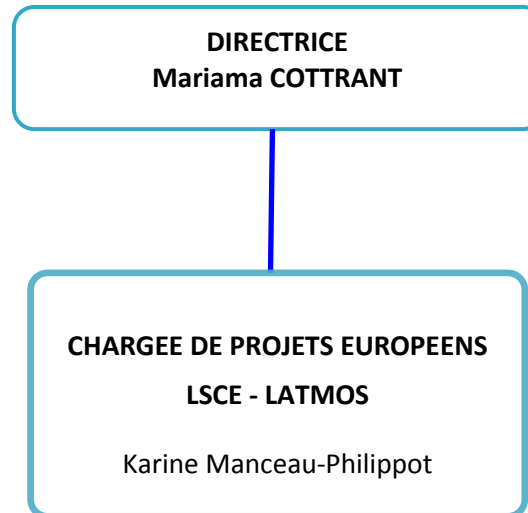 DIRECTRICE
Mariama COTTRANT
CHARGEE DE PROJETS EUROPEENS
LSCE - LATMOS
Karine Manceau-Philippot